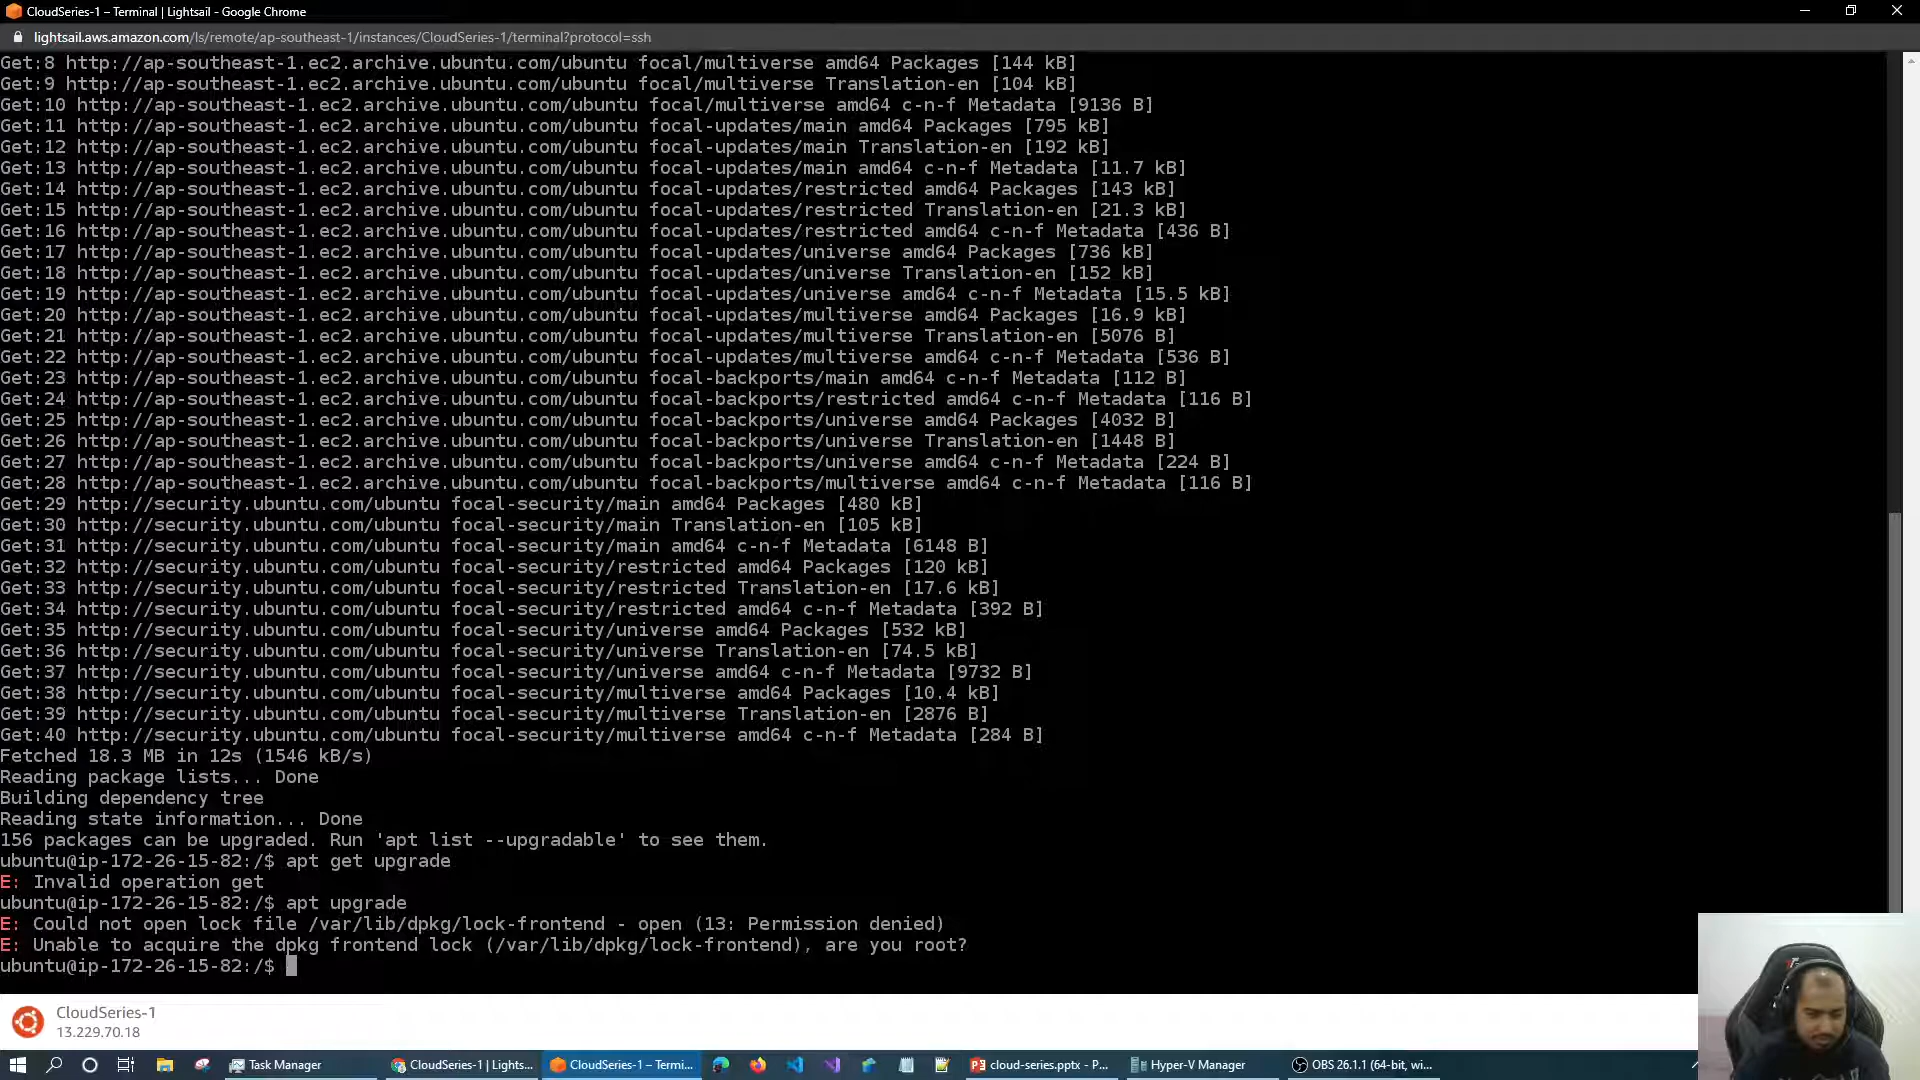 CloudSeries-1 – Terminal | Lightsail - Google Chrome
lightsail.aws.amazon.com/ls/remote/ap-southeast-1/instances/CloudSeries-1/terminal?protocol=ssh
Get:8 http://ap-southeast-1.ec2.archive.ubuntu.com/ubuntu focal/multiverse amd64 Packages [144 kB]
Get:9 http://ap-southeast-1.ec2.archive.ubuntu.com/ubuntu focal/multiverse Translation-en [104 kB]
Get:10 http://ap-southeast-1.ec2.archive.ubuntu.com/ubuntu focal/multiverse amd64 c-n-f Metadata [9136 B]
Get:11 http://ap-southeast-1.ec2.archive.ubuntu.com/ubuntu focal-updates/main amd64 Packages [795 kB]
Get:12 http://ap-southeast-1.ec2.archive.ubuntu.com/ubuntu focal-updates/main Translation-en [192 kB]
Get:13 http://ap-southeast-1.ec2.archive.ubuntu.com/ubuntu focal-updates/main amd64 c-n-f Metadata [11.7 kB]
Get:14 http://ap-southeast-1.ec2.archive.ubuntu.com/ubuntu focal-updates/restricted amd64 Packages [143 kB]
Get:15 http://ap-southeast-1.ec2.archive.ubuntu.com/ubuntu focal-updates/restricted Translation-en [21.3 kB]
Get:16 http://ap-southeast-1.ec2.archive.ubuntu.com/ubuntu focal-updates/restricted amd64 c-n-f Metadata [436 B]
Get:17 http://ap-southeast-1.ec2.archive.ubuntu.com/ubuntu focal-updates/universe amd64 Packages [736 kB]
Get:18 http://ap-southeast-1.ec2.archive.ubuntu.com/ubuntu focal-updates/universe Translation-en [152 kB]
Get:19 http://ap-southeast-1.ec2.archive.ubuntu.com/ubuntu focal-updates/universe amd64 c-n-f Metadata [15.5 kB]
Get:20 http://ap-southeast-1.ec2.archive.ubuntu.com/ubuntu focal-updates/multiverse amd64 Packages [16.9 kB]
Get:21 http://ap-southeast-1.ec2.archive.ubuntu.com/ubuntu focal-updates/multiverse Translation-en [5076 B]
Get:22 http://ap-southeast-1.ec2.archive.ubuntu.com/ubuntu focal-updates/multiverse amd64 c-n-f Metadata [536 B]
Get:23 http://ap-southeast-1.ec2.archive.ubuntu.com/ubuntu focal-backports/main amd64 c-n-f Metadata [112 B]
Get:24 http://ap-southeast-1.ec2.archive.ubuntu.com/ubuntu focal-backports/restricted amd64 c-n-f Metadata [116 B]
Get:25 http://ap-southeast-1.ec2.archive.ubuntu.com/ubuntu focal-backports/universe amd64 Packages [4032 B]
Get:26 http://ap-southeast-1.ec2.archive.ubuntu.com/ubuntu focal-backports/universe Translation-en [1448 B]
Get:27 http://ap-southeast-1.ec2.archive.ubuntu.com/ubuntu focal-backports/universe amd64 c-n-f Metadata [224 B]
Get:28 http://ap-southeast-1.ec2.archive.ubuntu.com/ubuntu focal-backports/multiverse amd64 c-n-f Metadata [116 B]
Get:29 http://security.ubuntu.com/ubuntu focal-security/main amd64 Packages [480 kB]
Get:30 http://security.ubuntu.com/ubuntu focal-security/main Translation-en [105 kB]
Get:31 http://security.ubuntu.com/ubuntu focal-security/main amd64 c-n-f Metadata [6148 B]
Get:32 http://security.ubuntu.com/ubuntu focal-security/restricted amd64 Packages [120 kB]
Get:33 http://security.ubuntu.com/ubuntu focal-security/restricted Translation-en [17.6 kB]
Get:34 http://security.ubuntu.com/ubuntu focal-security/restricted amd64 c-n-f Metadata [392 B]
Get:35 http://security.ubuntu.com/ubuntu focal-security/universe amd64 Packages [532 kB]
Get:36 http://security.ubuntu.com/ubuntu focal-security/universe Translation-en [74.5 kB]
Get:37 http://security.ubuntu.com/ubuntu focal-security/universe amd64 c-n-f Metadata [9732 B]
Get:38 http://security.ubuntu.com/ubuntu focal-security/multiverse amd64 Packages [10.4 kB]
Get:39 http://security.ubuntu.com/ubuntu focal-security/multiverse Translation-en [2876 B]
Get:40 http://security.ubuntu.com/ubuntu focal-security/multiverse amd64 c-n-f Metadata [284 B]
Fetched 18.3 MB in 12s (1546 kB/s)
Reading package lists... Done
Building dependency tree
Reading state information... Done
156 packages can be upgraded. Run 'apt list --upgradable' to see them.
ubuntu@ip-172-26-15-82:/$ apt get upgrade
E: Invalid operation get
ubuntu@ip-172-26-15-82:/$ apt upgrade
E: Could not open lock file /var/lib/dpkg/lock-frontend - open (13: Permission denied)
E: Unable to acquire the dpkg frontend lock (/var/lib/dpkg/lock-frontend), are you root?
ubuntu@ip-172-26-15-82:/$
CloudSeries-1
13.229.70.18
Task Manager
CloudSeries-1 | Lights...
CloudSeries-1 – Termi...
cloud-series.pptx - P...
Hyper-V Manager
OBS 26.1.1 (64-bit, wi...